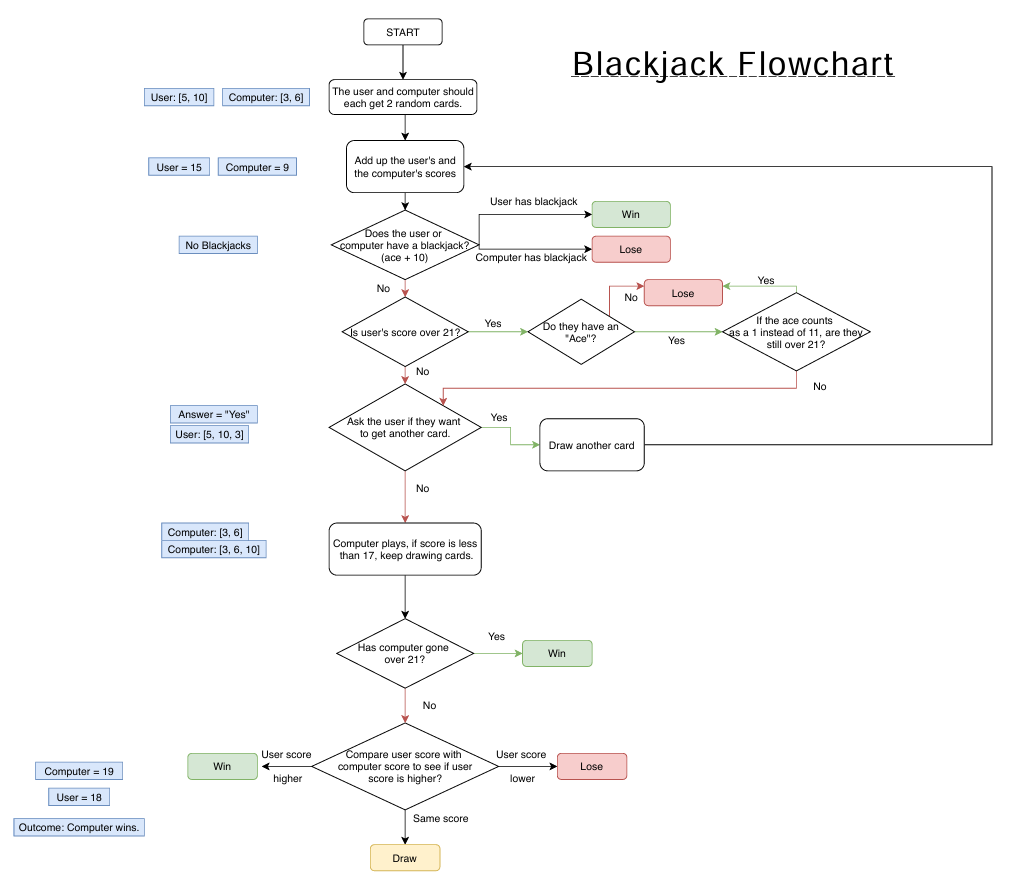 START
Blackjack Flowchart
User: [5, 10]
Computer: [3, 6]
The user and computer should
each get 2 random cards.
User = 15
Computer = 9
Add up the user's and
the computer's scores
No Blackjacks
Does the user or
computer have a blackjack?
(ace + 10)
User has blackjack
Win
Computer has blackjack
Lose
No
Is user's score over 21?
Yes
Do they have an
"Ace"?
No
Lose
Yes
Yes
If the ace counts
as a 1 instead of 11, are they
still over 21?
No
No
Answer = "Yes"
User: [5, 10, 3]
Ask the user if they want
to get another card.
Yes
Draw another card
No
Computer: [3, 6]
Computer: [3, 6, 10]
Computer plays, if score is less
than 17, keep drawing cards.
Has computer gone
over 21?
Yes
Win
No
Compare user score with
computer score to see if user
score is higher?
User score
higher
Win
User score
lower
Lose
Computer = 19
User = 18
Outcome: Computer wins.
Same score
Draw